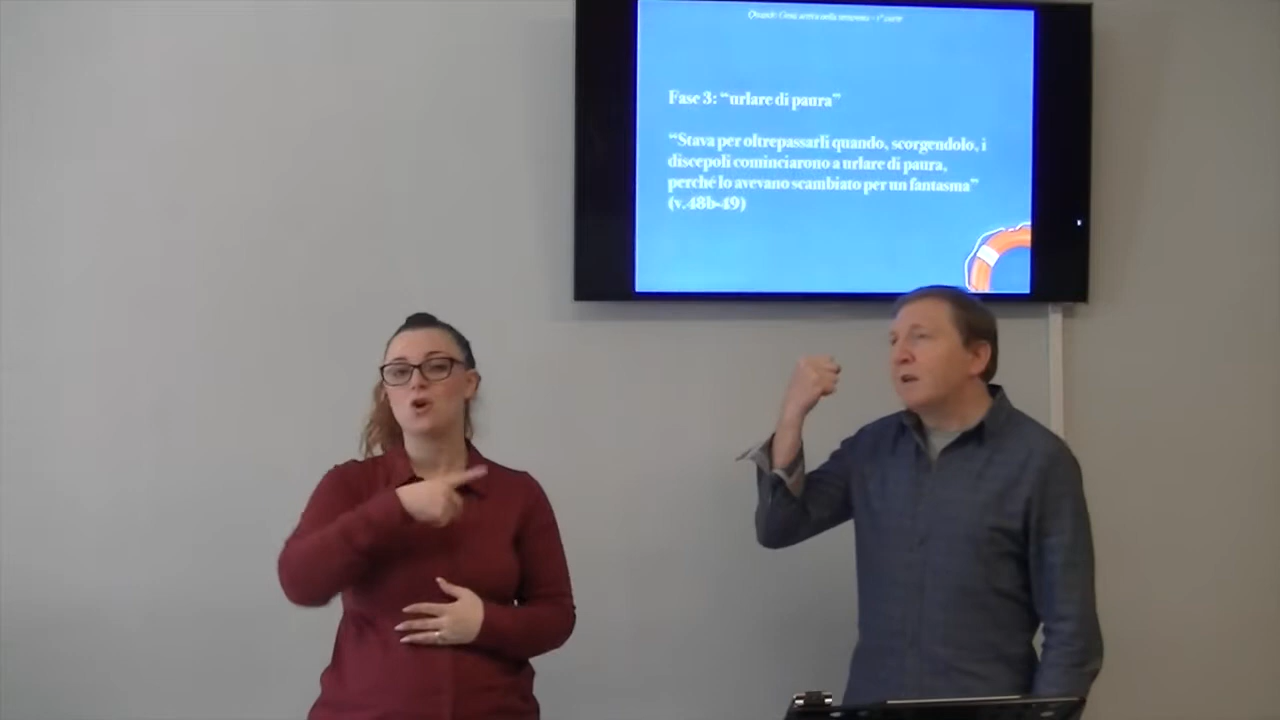 Fase 3: “urlare di paura”
“Stava per oltrepassarli quando, scorgendolo, i
discepoli cominciarono a urlare di paura,
perché lo avevano scambiato per un fantasma”
(v.48b-49)